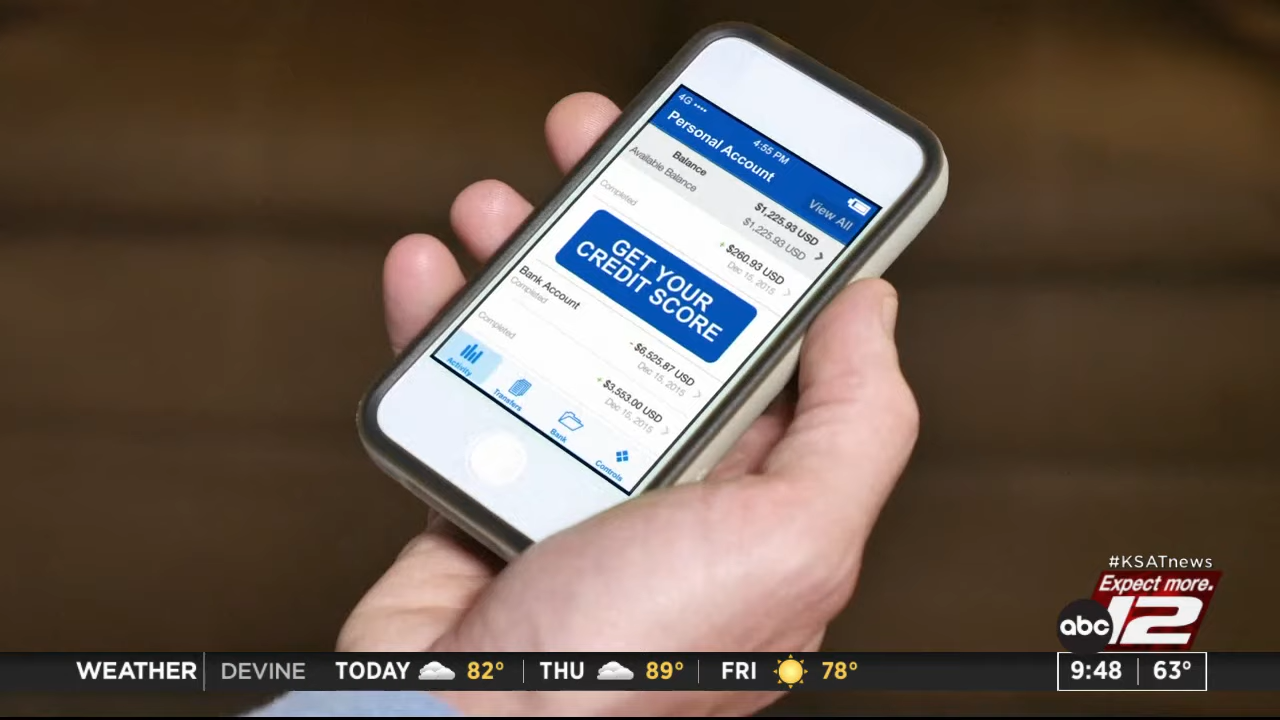 4G
4:55 PM
Personal Account
View All
Balance
$1,225.93 USD
Available Balance
$1,225.93 USD
Completed
+ $260.93 USD
Dec 15, 2015
GET YOUR
CREDIT SCORE
Bank Account
Completed
- $6,525.87 USD
Dec 15, 2015
Completed
+ $3,553.00 USD
Dec 15, 2015
Activity
Transfers
Bank
Controls
#KSATnews
Expect more.
abc 12
WEATHER DEVINE TODAY 82° THU 89° FRI 78° 9:48 63°